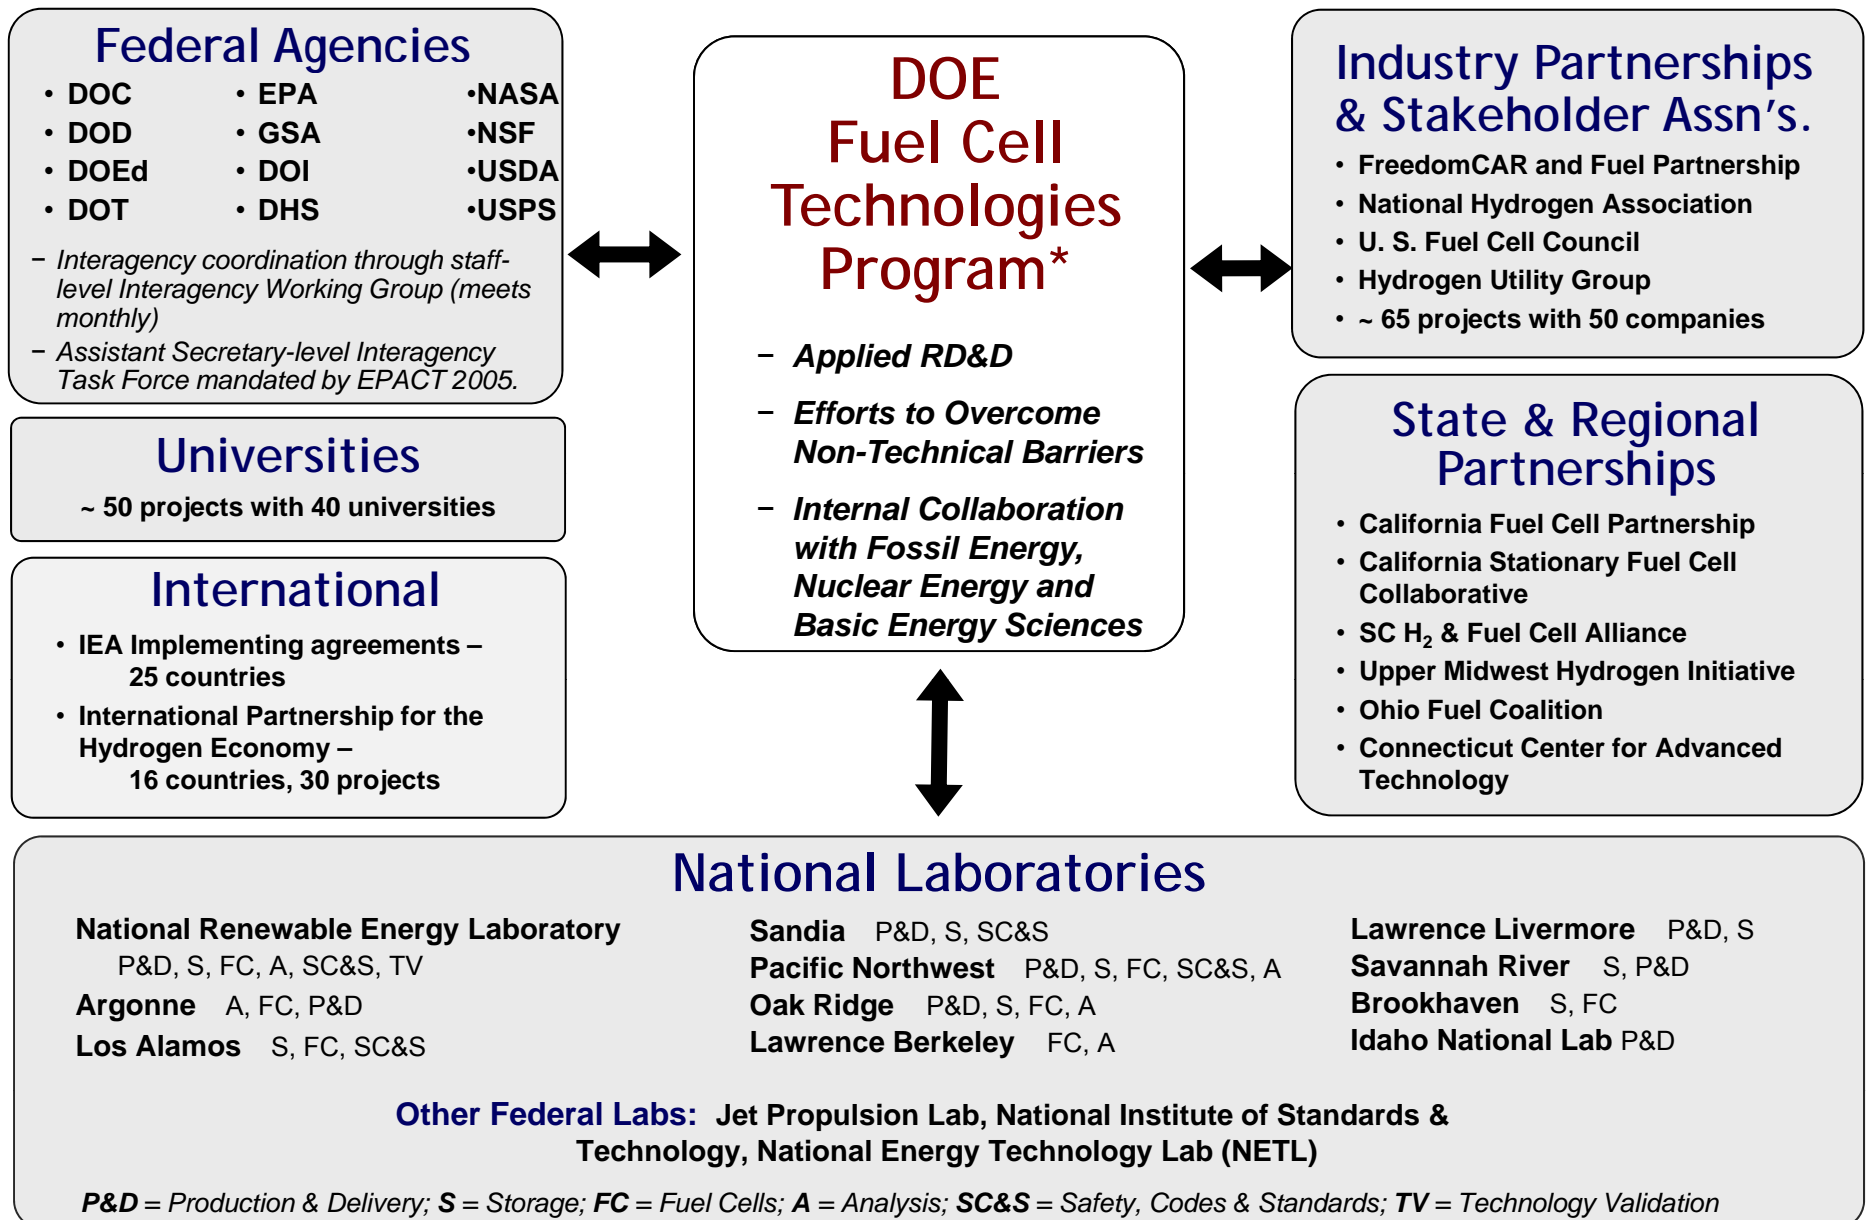 Federal Agencies
• DOC • EPA •NASA
• DOD • GSA •NSF
• DOEd • DOI •USDA
• DOT • DHS •USPS
– Interagency coordination through staff-
level Interagency Working Group (meets
monthly)
– Assistant Secretary-level Interagency
Task Force mandated by EPACT 2005.
Universities
~ 50 projects with 40 universities
International
• IEA Implementing agreements –
25 countries
• International Partnership for the
Hydrogen Economy –
16 countries, 30 projects
DOE
Fuel Cell
Technologies
Program*
– Applied RD&D
– Efforts to Overcome
Non-Technical Barriers
– Internal Collaboration
with Fossil Energy,
Nuclear Energy and
Basic Energy Sciences
Industry Partnerships
& Stakeholder Assn's.
• FreedomCAR and Fuel Partnership
• National Hydrogen Association
• U. S. Fuel Cell Council
• Hydrogen Utility Group
• ~ 65 projects with 50 companies
State & Regional
Partnerships
• California Fuel Cell Partnership
• California Stationary Fuel Cell
Collaborative
• SC H₂ & Fuel Cell Alliance
• Upper Midwest Hydrogen Initiative
• Ohio Fuel Coalition
• Connecticut Center for Advanced
Technology
National Laboratories
National Renewable Energy Laboratory
P&D, S, FC, A, SC&S, TV
Argonne A, FC, P&D
Los Alamos S, FC, SC&S
Sandia P&D, S, SC&S
Pacific Northwest P&D, S, FC, SC&S, A
Oak Ridge P&D, S, FC, A
Lawrence Berkeley FC, A
Lawrence Livermore P&D, S
Savannah River S, P&D
Brookhaven S, FC
Idaho National Lab P&D
Other Federal Labs: Jet Propulsion Lab, National Institute of Standards &
Technology, National Energy Technology Lab (NETL)
P&D = Production & Delivery; S = Storage; FC = Fuel Cells; A = Analysis; SC&S = Safety, Codes & Standards; TV = Technology Validation